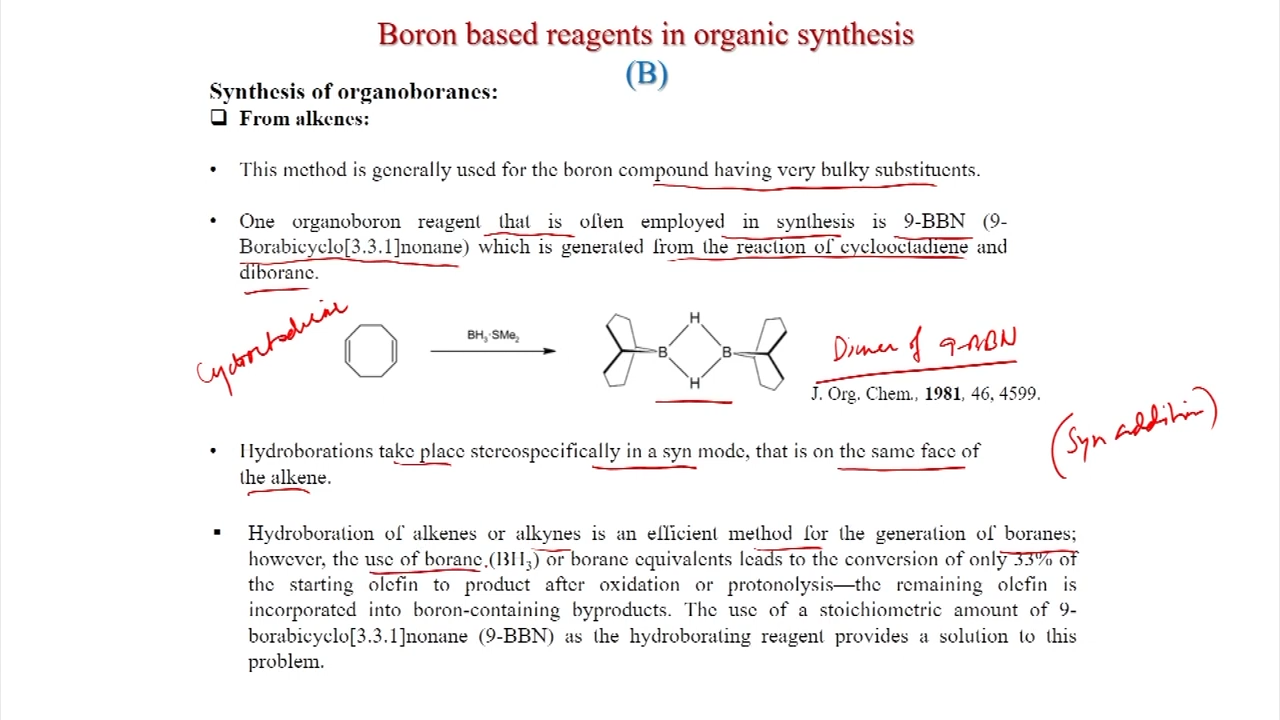 Boron based reagents in organic synthesis
(B)
Synthesis of organoboranes:
❑ From alkenes:
• This method is generally used for the boron compound having very bulky substituents.
• One organoboron reagent that is often employed in synthesis is 9-BBN (9-
Borabicyclo[3.3.1]nonane) which is generated from the reaction of cyclooctadiene and
diborane.
Cyclooctadiene
BH₃·SMe₂
H
B
B
H
Dimer of 9-BBN
J. Org. Chem., 1981, 46, 4599.
(Syn addition)
• Hydroborations take place stereospecifically in a syn mode, that is on the same face of
the alkene.
▪ Hydroboration of alkenes or alkynes is an efficient method for the generation of boranes;
however, the use of borane (BH₃) or borane equivalents leads to the conversion of only 33% of
the starting olefin to product after oxidation or protonolysis—the remaining olefin is
incorporated into boron-containing byproducts. The use of a stoichiometric amount of 9-
borabicyclo[3.3.1]nonane (9-BBN) as the hydroborating reagent provides a solution to this
problem.